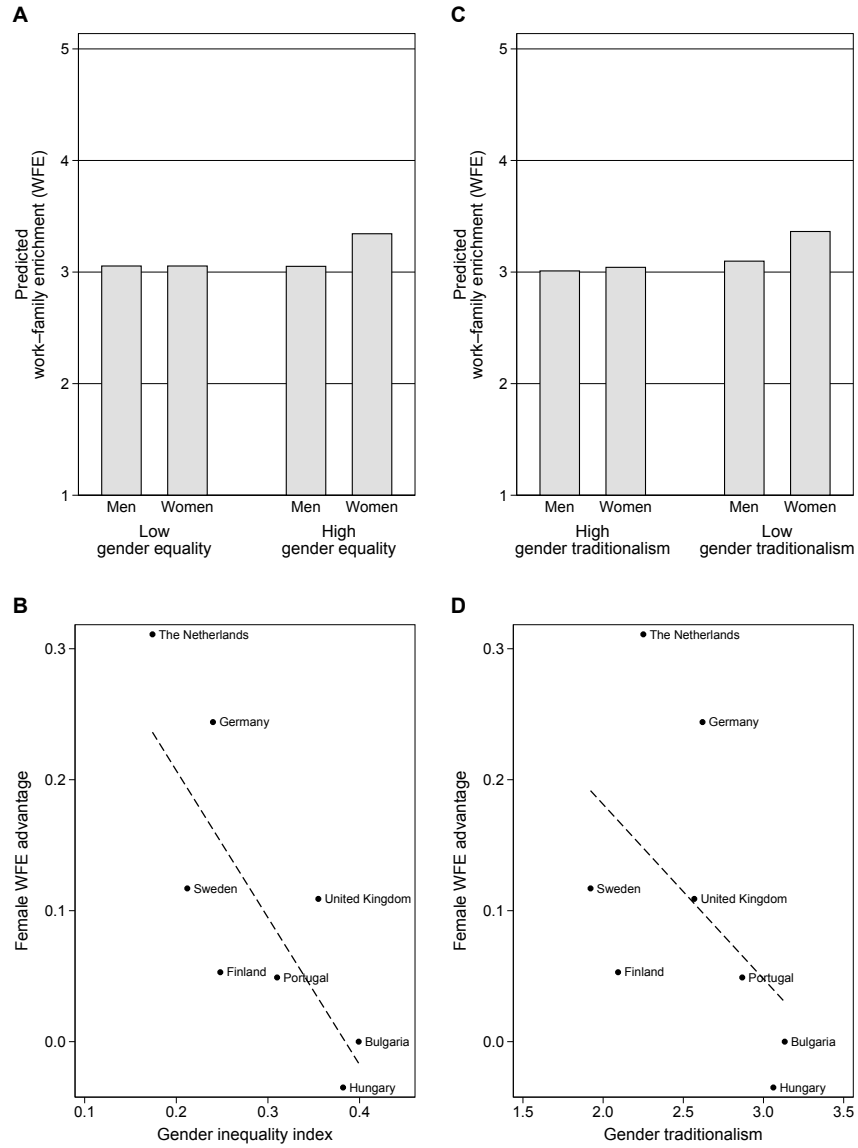 A
Predicted
work–family enrichment (WFE)
5
4
3
2
1
Men
Women
Men
Women
Low
gender equality
High
gender equality
C
Predicted
work–family enrichment (WFE)
5
4
3
2
1
Men
Women
Men
Women
High
gender traditionalism
Low
gender traditionalism
B
Female WFE advantage
0.3
0.2
0.1
0.0
The Netherlands
Germany
Sweden
United Kingdom
Finland
Portugal
Bulgaria
Hungary
0.1
0.2
0.3
0.4
Gender inequality index
D
Female WFE advantage
0.3
0.2
0.1
0.0
The Netherlands
Germany
Sweden
United Kingdom
Finland
Portugal
Bulgaria
Hungary
1.5
2.0
2.5
3.0
3.5
Gender traditionalism